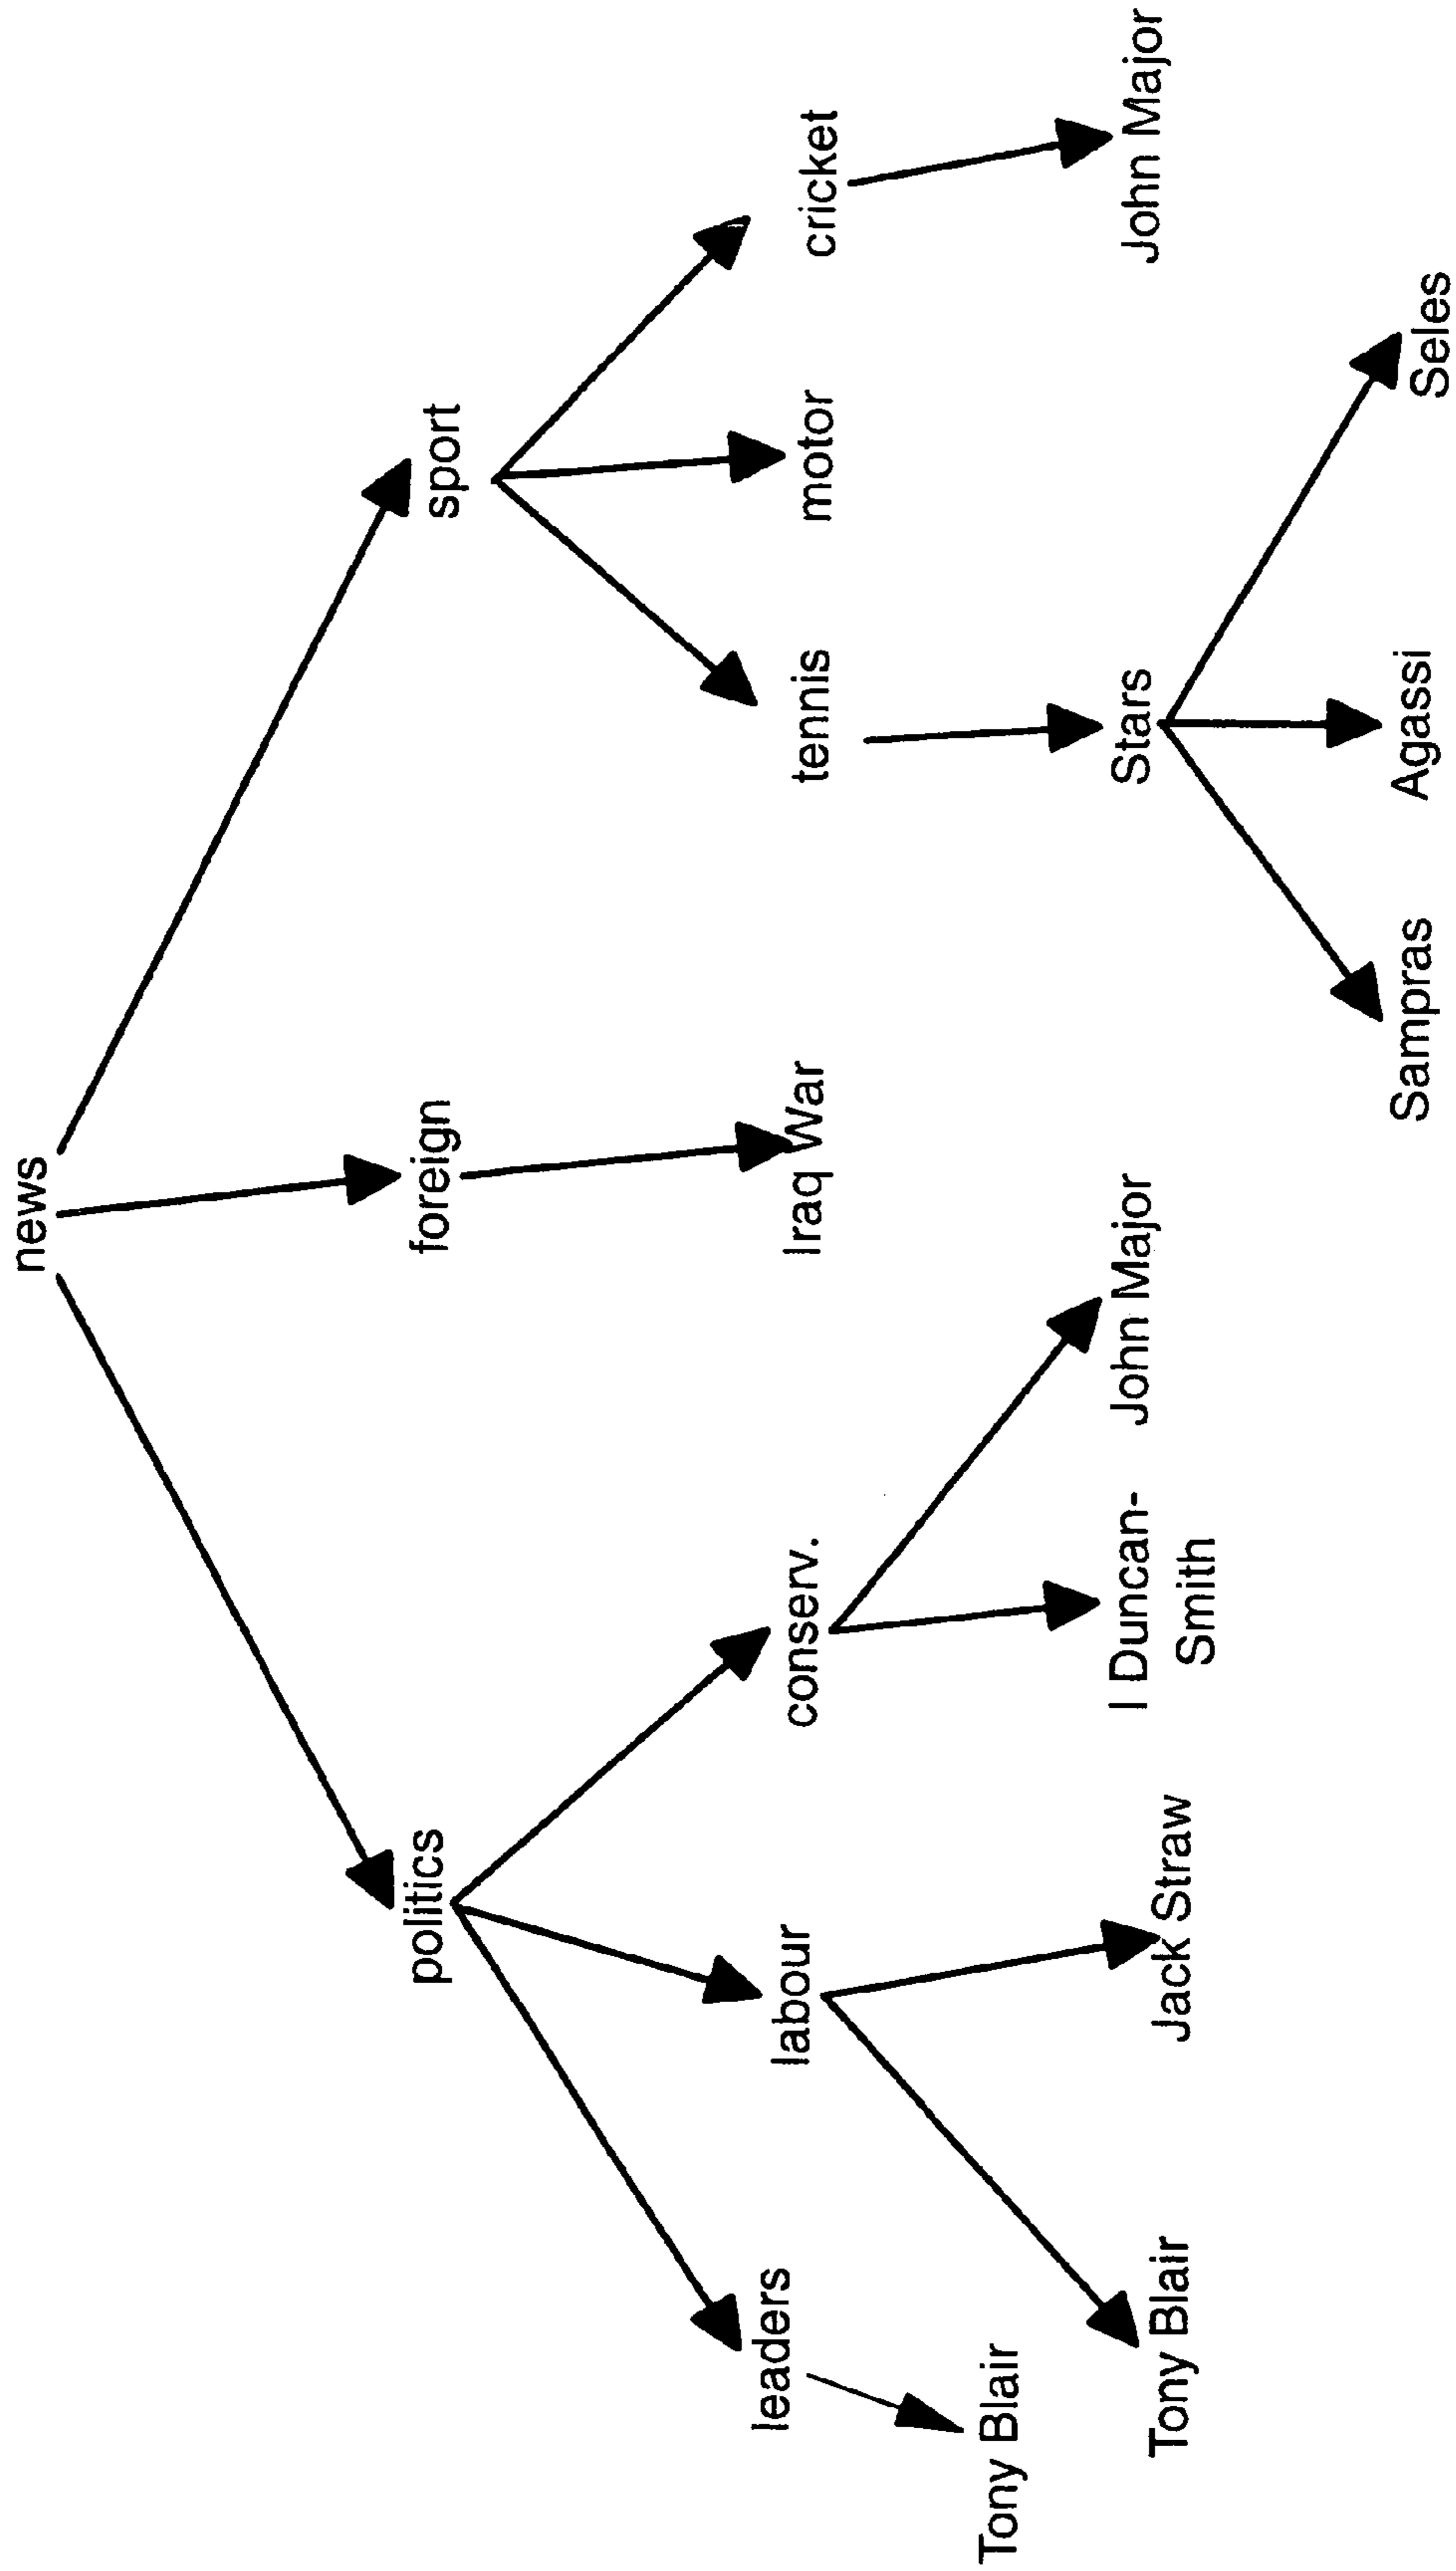 news
politics
foreign
sport
leaders
labour
conserv.
Iraq War
tennis
motor
cricket
Tony Blair
Tony Blair
Jack Straw
I Duncan-
Smith
John Major
Stars
John Major
Sampras
Agassi
Seles